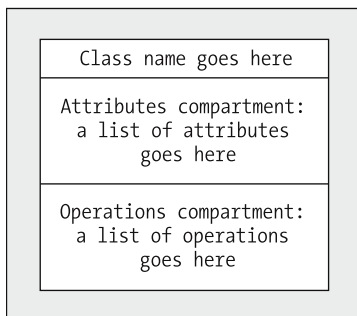 Class name goes here
Attributes compartment:
a list of attributes
goes here
Operations compartment:
a list of operations
goes here